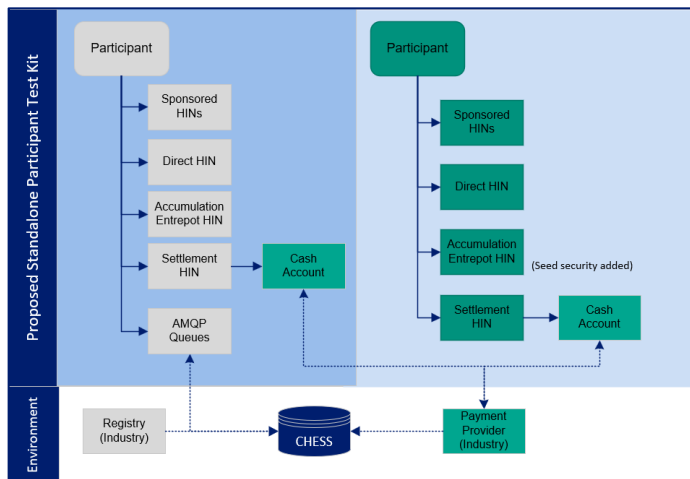 Proposed Standalone Participant Test Kit
Participant
Sponsored
HINs
Direct HIN
Accumulation
Entrepot HIN
Settlement
HIN
Cash
Account
AMQP
Queues
Participant
Sponsored
HINs
Direct HIN
Accumulation
Entrepot HIN
(Seed security added)
Settlement
HIN
Cash
Account
Environment
Registry
(Industry)
CHESS
Payment
Provider
(Industry)